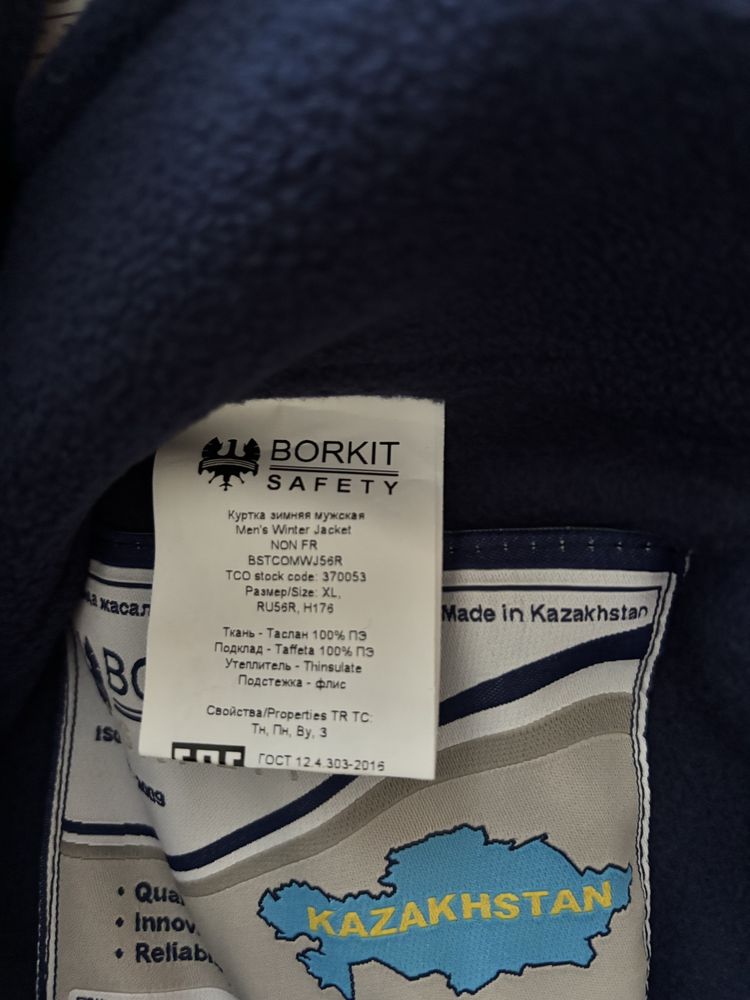 BORKIT
SAFETY
Куртка зимняя мужская
Men's Winter Jacket
NON FR
BSTCOMWJ56R
TCO stock code: 370053
Размер/Size: XL,
RU56R, H176
Ткань - Таслан 100% ПЭ
Подклад - Taffeta 100% ПЭ
Утеплитель - Thinsulate
Подстежка - флис
Свойства/Properties TR TC:
Тн, Пн, Ву, 3
ГОСТ 12.4.303-2016
жасал
Made in Kazakhstan
KAZAKHSTAN